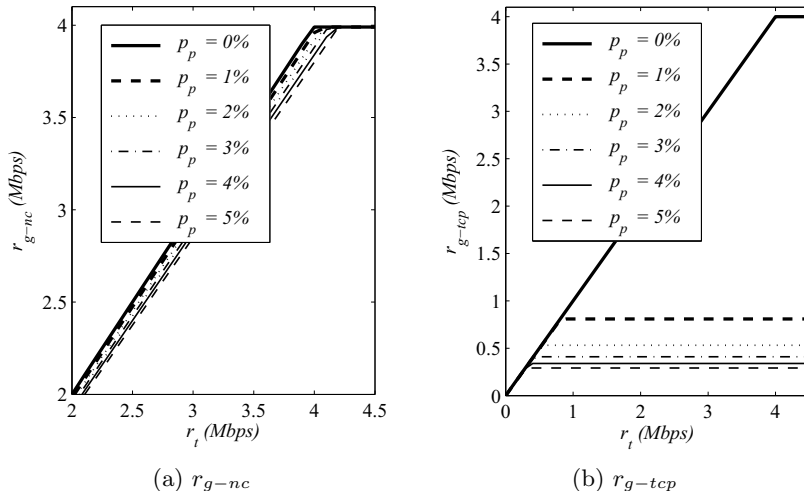 4
3.5
3
2.5
2
2 2.5 3 3.5 4 4.5
r_{g-nc} (Mbps)
r_t (Mbps)
p_p = 0%
p_p = 1%
p_p = 2%
p_p = 3%
p_p = 4%
p_p = 5%
(a) r_{g-nc}
4
3.5
3
2.5
2
1.5
1
0.5
0
0 1 2 3 4
r_{g-tcp} (Mbps)
r_t (Mbps)
p_p = 0%
p_p = 1%
p_p = 2%
p_p = 3%
p_p = 4%
p_p = 5%
(b) r_{g-tcp}